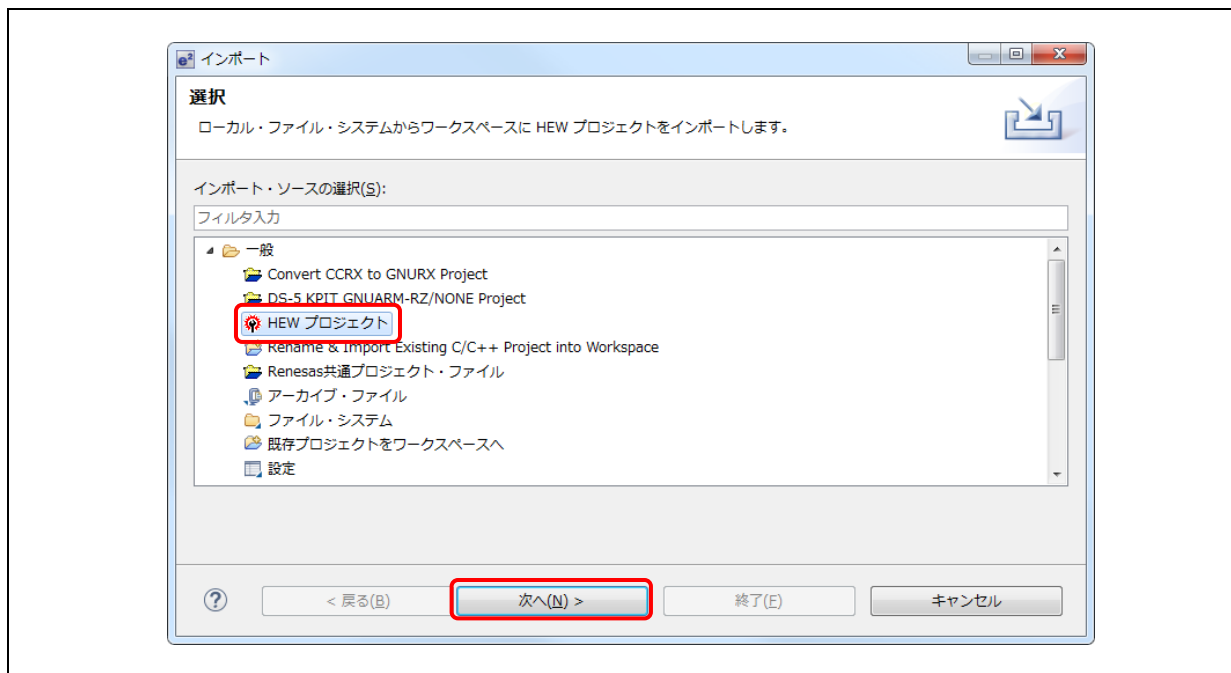 e² インポート
選択
ローカル・ファイル・システムからワークスペースに HEW プロジェクトをインポートします。
インポート・ソースの選択(S):
フィルタ入力
一般
Convert CCRX to GNURX Project
DS-5 KPIT GNUARM-RZ/NONE Project
HEW プロジェクト
Rename & Import Existing C/C++ Project into Workspace
Renesas共通プロジェクト・ファイル
アーカイブ・ファイル
ファイル・システム
既存プロジェクトをワークスペースへ
設定
? < 戻る(B) 次へ(N) > 終了(F) キャンセル